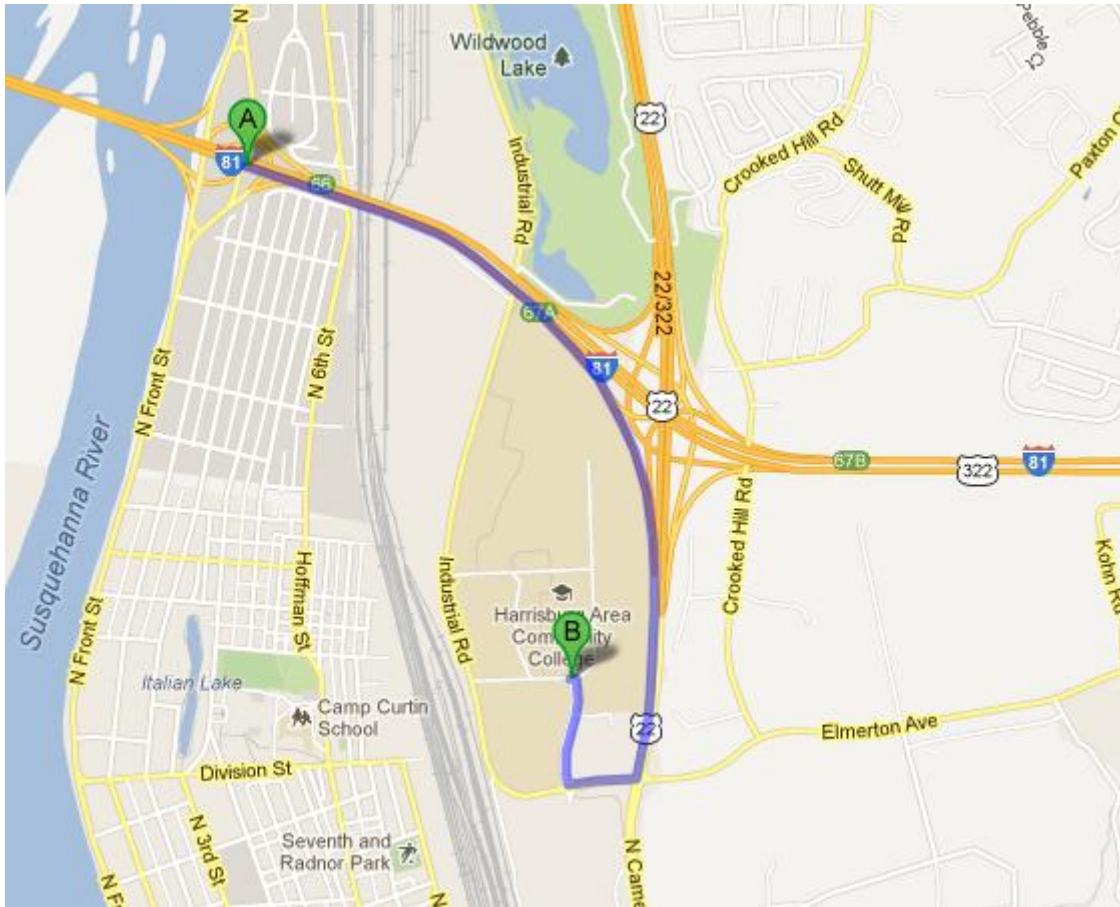 N
Wildwood
Lake
Pebble
22
Crooked Hill Rd
A
81
66
Industrial Rd
Shutt Mill Rd
Paxton
N Front St
N 6th St
67A
22/322
81
22
67B
322
81
Susquehanna River
Crooked Hill Rd
Kohn Rd
Hoffman St
Industrial Rd
Harrisburg Area
Community
College
B
N Front St
Italian Lake
Camp Curtin
School
22
Elmerton Ave
Division St
N 3rd St
Seventh and
Radnor Park
N Came
N
N